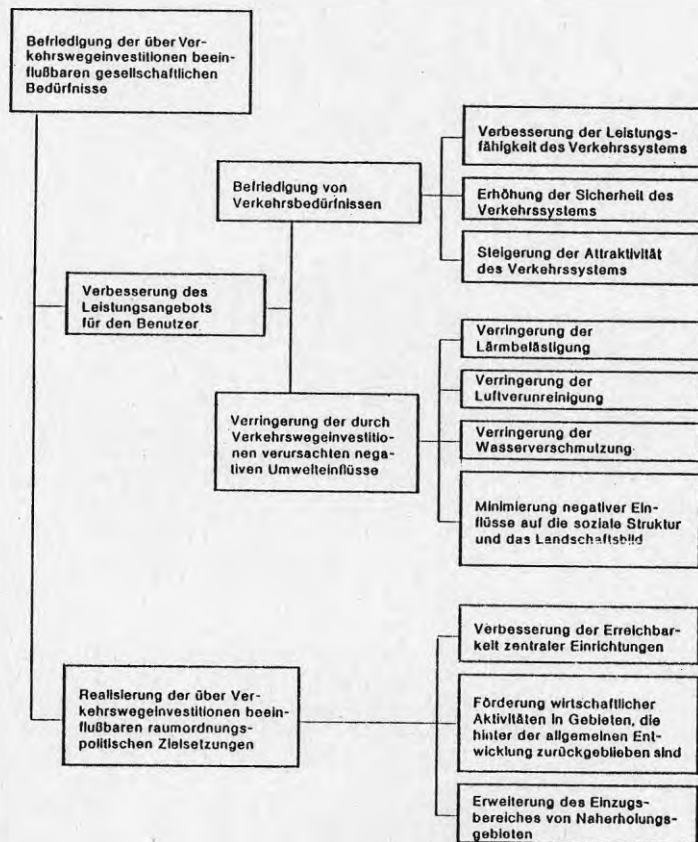 Befriedigung der über Ver-
kehrswegeinvestitionen beein-
flußbaren gesellschaftlichen
Bedürfnisse
Verbesserung der Leistungs-
fähigkeit des Verkehrssystems
Befriedigung von
Verkehrsbedürfnissen
Erhöhung der Sicherheit des
Verkehrssystems
Steigerung der Attraktivität
des Verkehrssystems
Verbesserung des
Leistungsangebots
für den Benutzer
Verringerung der
Lärmbelästigung
Verringerung der
Luftverunreinigung
Verringerung der durch
Verkehrswegeinvestitio-
nen verursachten nega-
tiven Umwelteinflüsse
Verringerung der
Wasserverschmutzung
Minimierung negativer Ein-
flüsse auf die soziale Struktur
und das Landschaftsbild
Verbesserung der Erreichbar-
keit zentraler Einrichtungen
Realisierung der über Ver-
kehrswegeinvestitionen beein-
flußbaren raumordnungs-
politischen Zielsetzungen
Förderung wirtschaftlicher
Aktivitäten in Gebieten, die
hinter der allgemeinen Ent-
wicklung zurückgeblieben sind
Erweiterung des Einzugs-
bereiches von Naherholungs-
gebieten